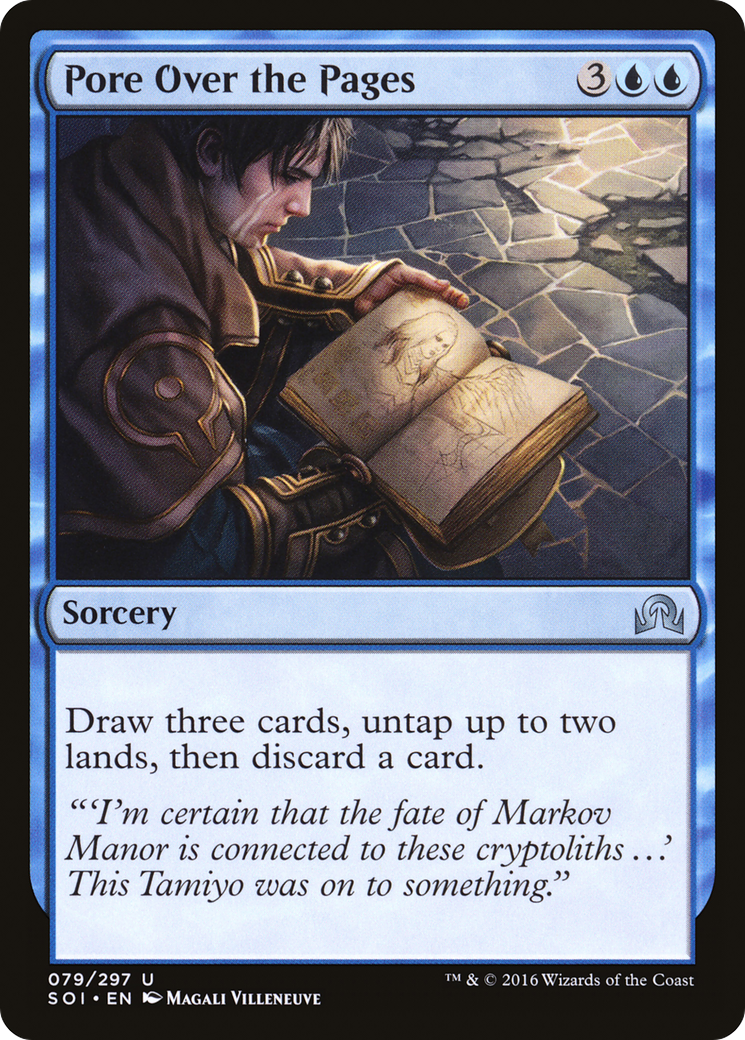 Pore Over the Pages 3
Sorcery
Draw three cards, untap up to two
lands, then discard a card.
“‘I'm certain that the fate of Markov
Manor is connected to these cryptoliths…’
This Tamiyo was on to something.”
079/297 U
SOI • EN Magali Villeneuve
™ & © 2016 Wizards of the Coast